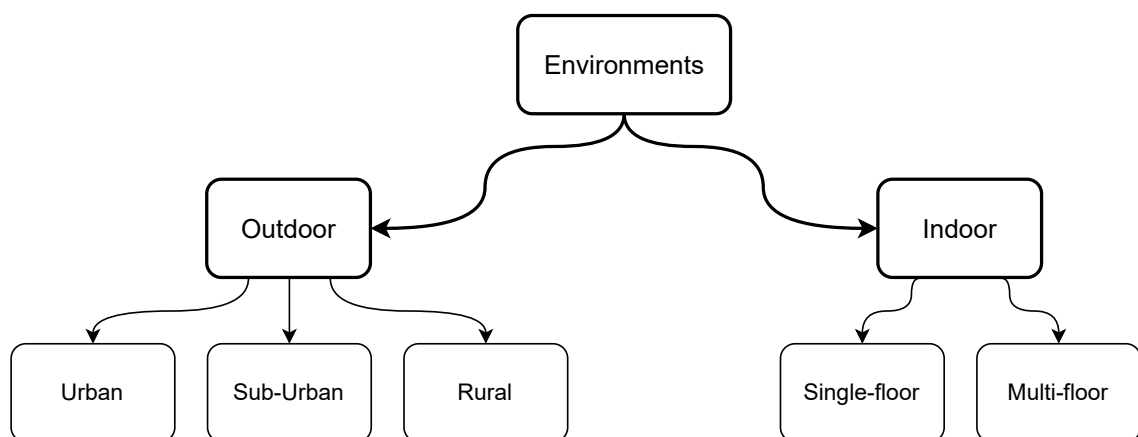 Environments
Outdoor
Indoor
Urban
Sub-Urban
Rural
Single-floor
Multi-floor